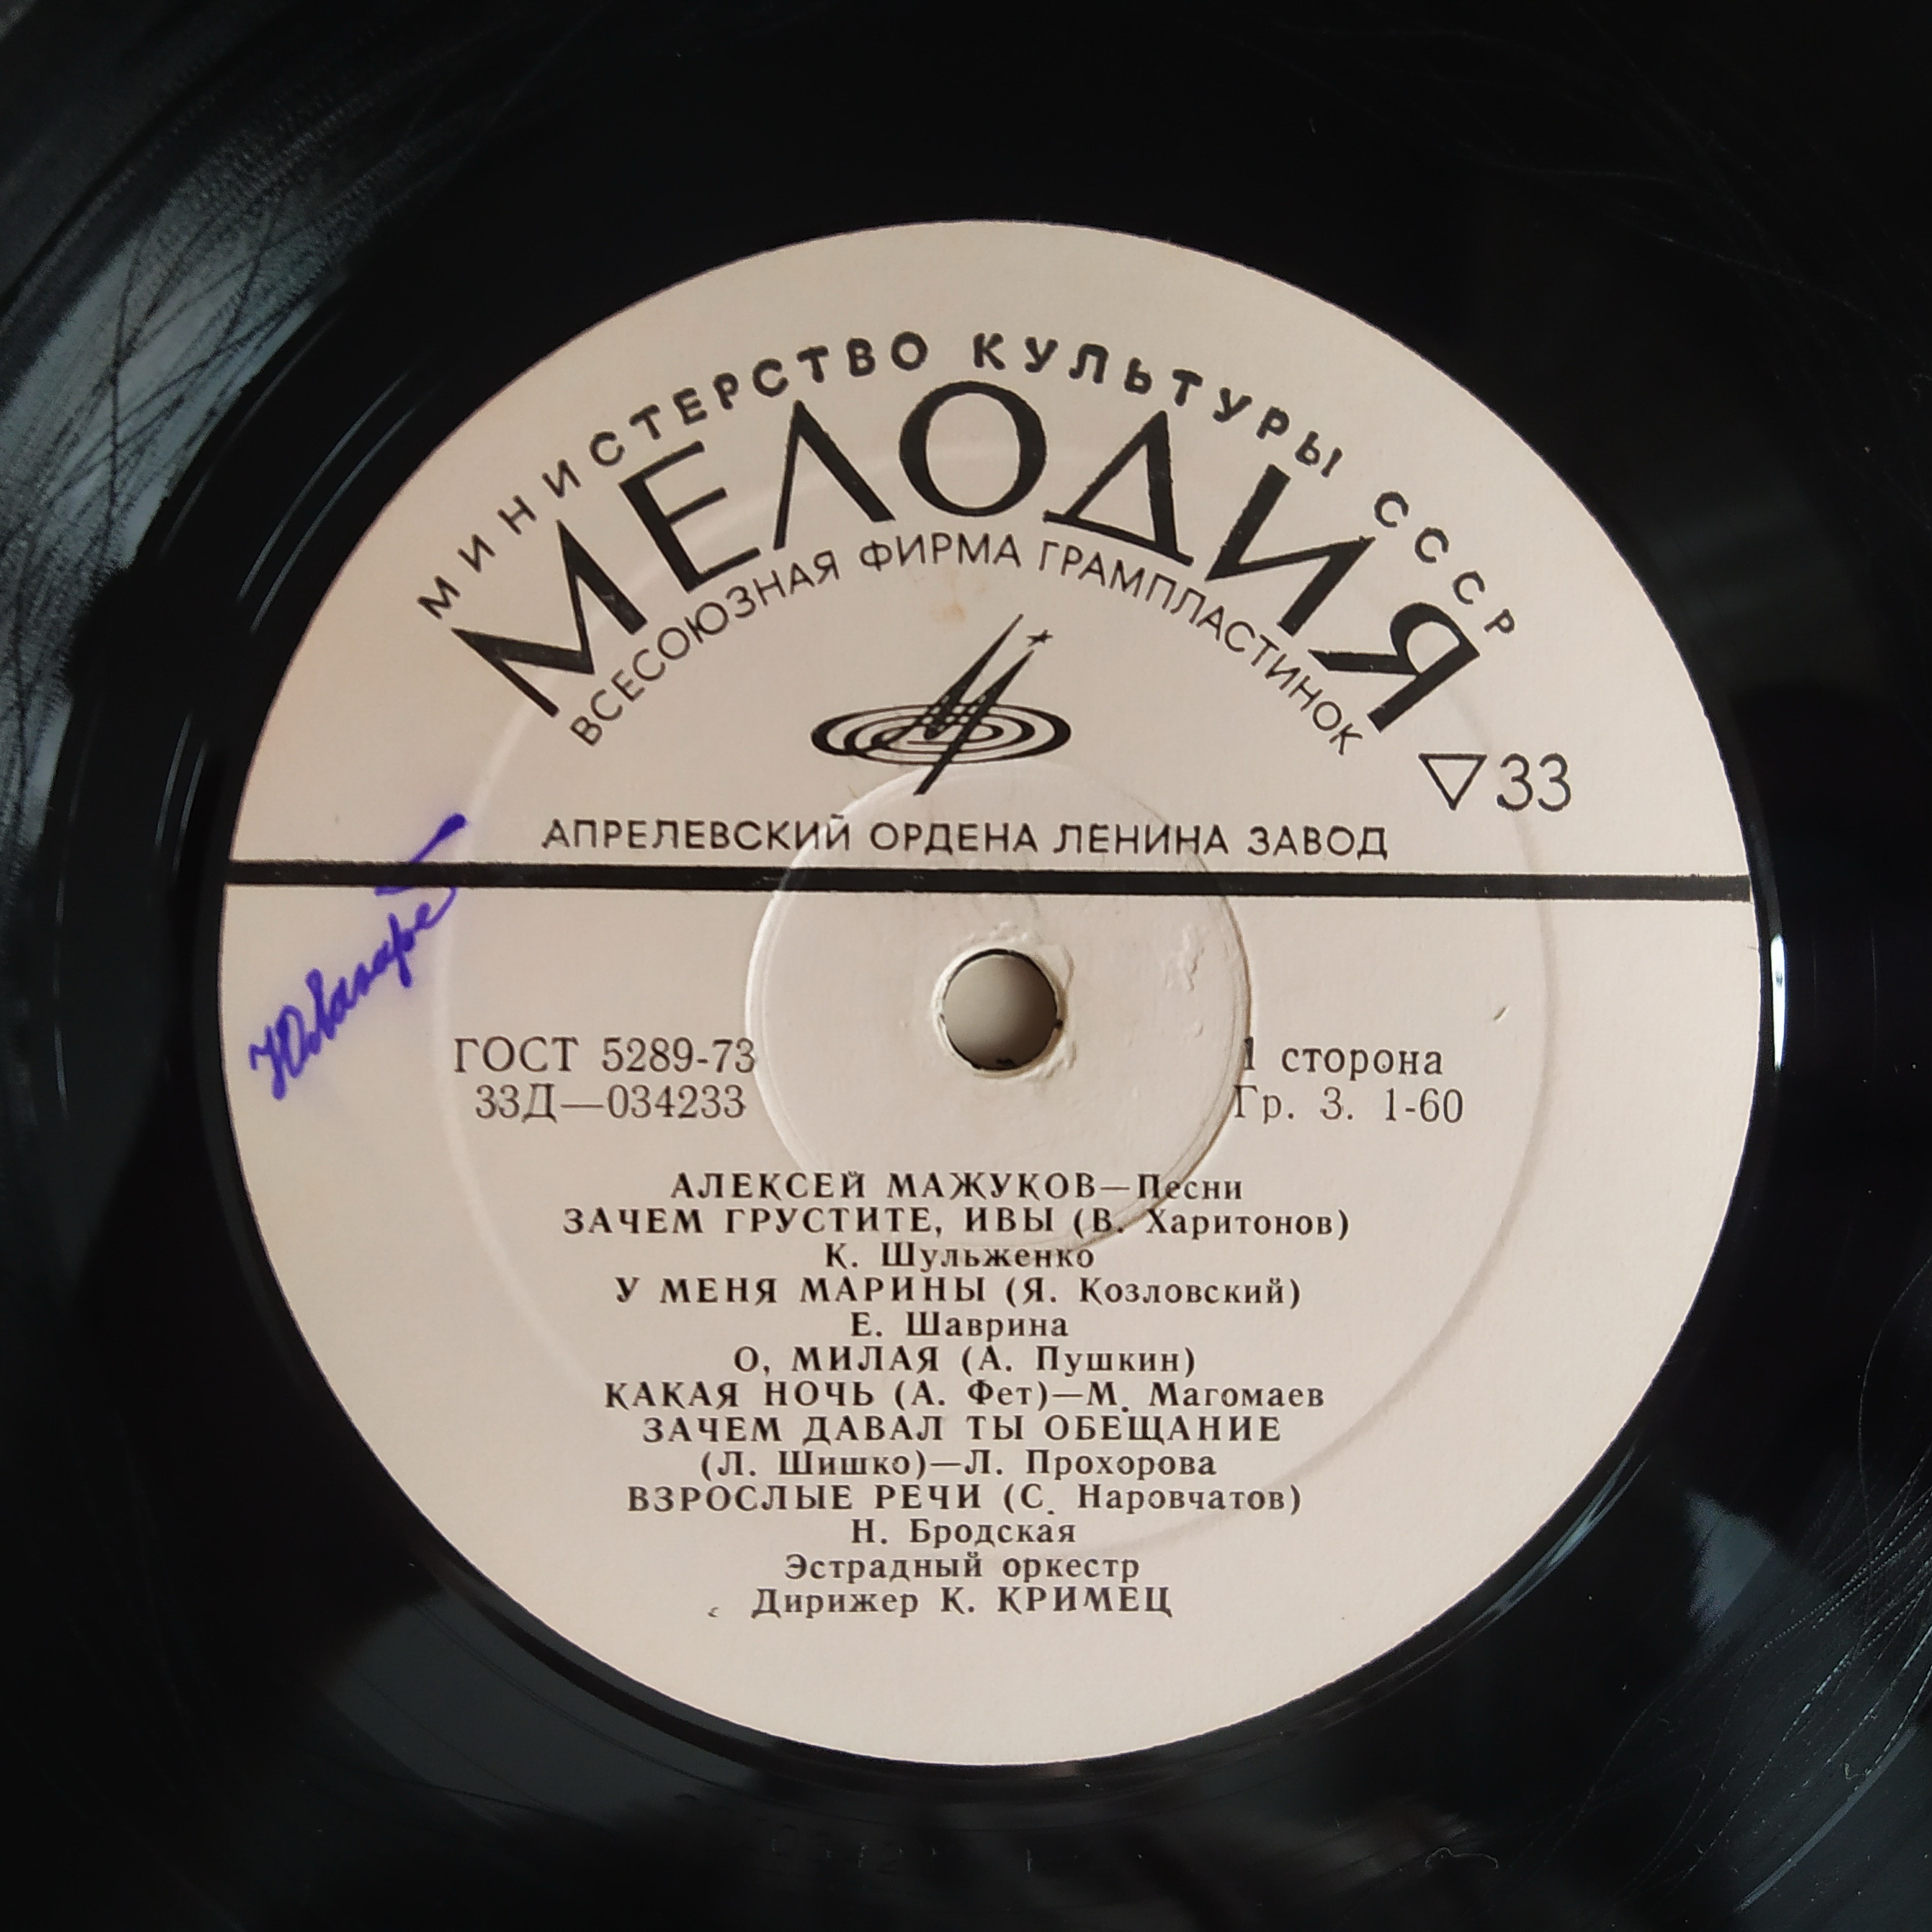 МИНИСТЕРСТВО КУЛЬТУРЫ СССР
МЕЛОДИЯ
ВСЕСОЮЗНАЯ ФИРМА ГРАМПЛАСТИНОК
33
АПРЕЛЕВСКИЙ ОРДЕНА ЛЕНИНА ЗАВОД
ГОСТ 5289-73
33Д—034233
1 сторона
Гр. 3. 1-60
АЛЕКСЕЙ МАЖУКОВ—Песни
ЗАЧЕМ ГРУСТИТЕ, ИВЫ (В. Харитонов)
К. Шульженко
У МЕНЯ МАРИНЫ (Я. Козловский)
Е. Шаврина
О, МИЛАЯ (А. Пушкин)
КАКАЯ НОЧЬ (А. Фет)—М. Магомаев
ЗАЧЕМ ДАВАЛ ТЫ ОБЕЩАНИЕ
(Л. Шишко)—Л. Прохорова
ВЗРОСЛЫЕ РЕЧИ (С. Наровчатов)
Н. Бродская
Эстрадный оркестр
Дирижер К. КРИМЕЦ